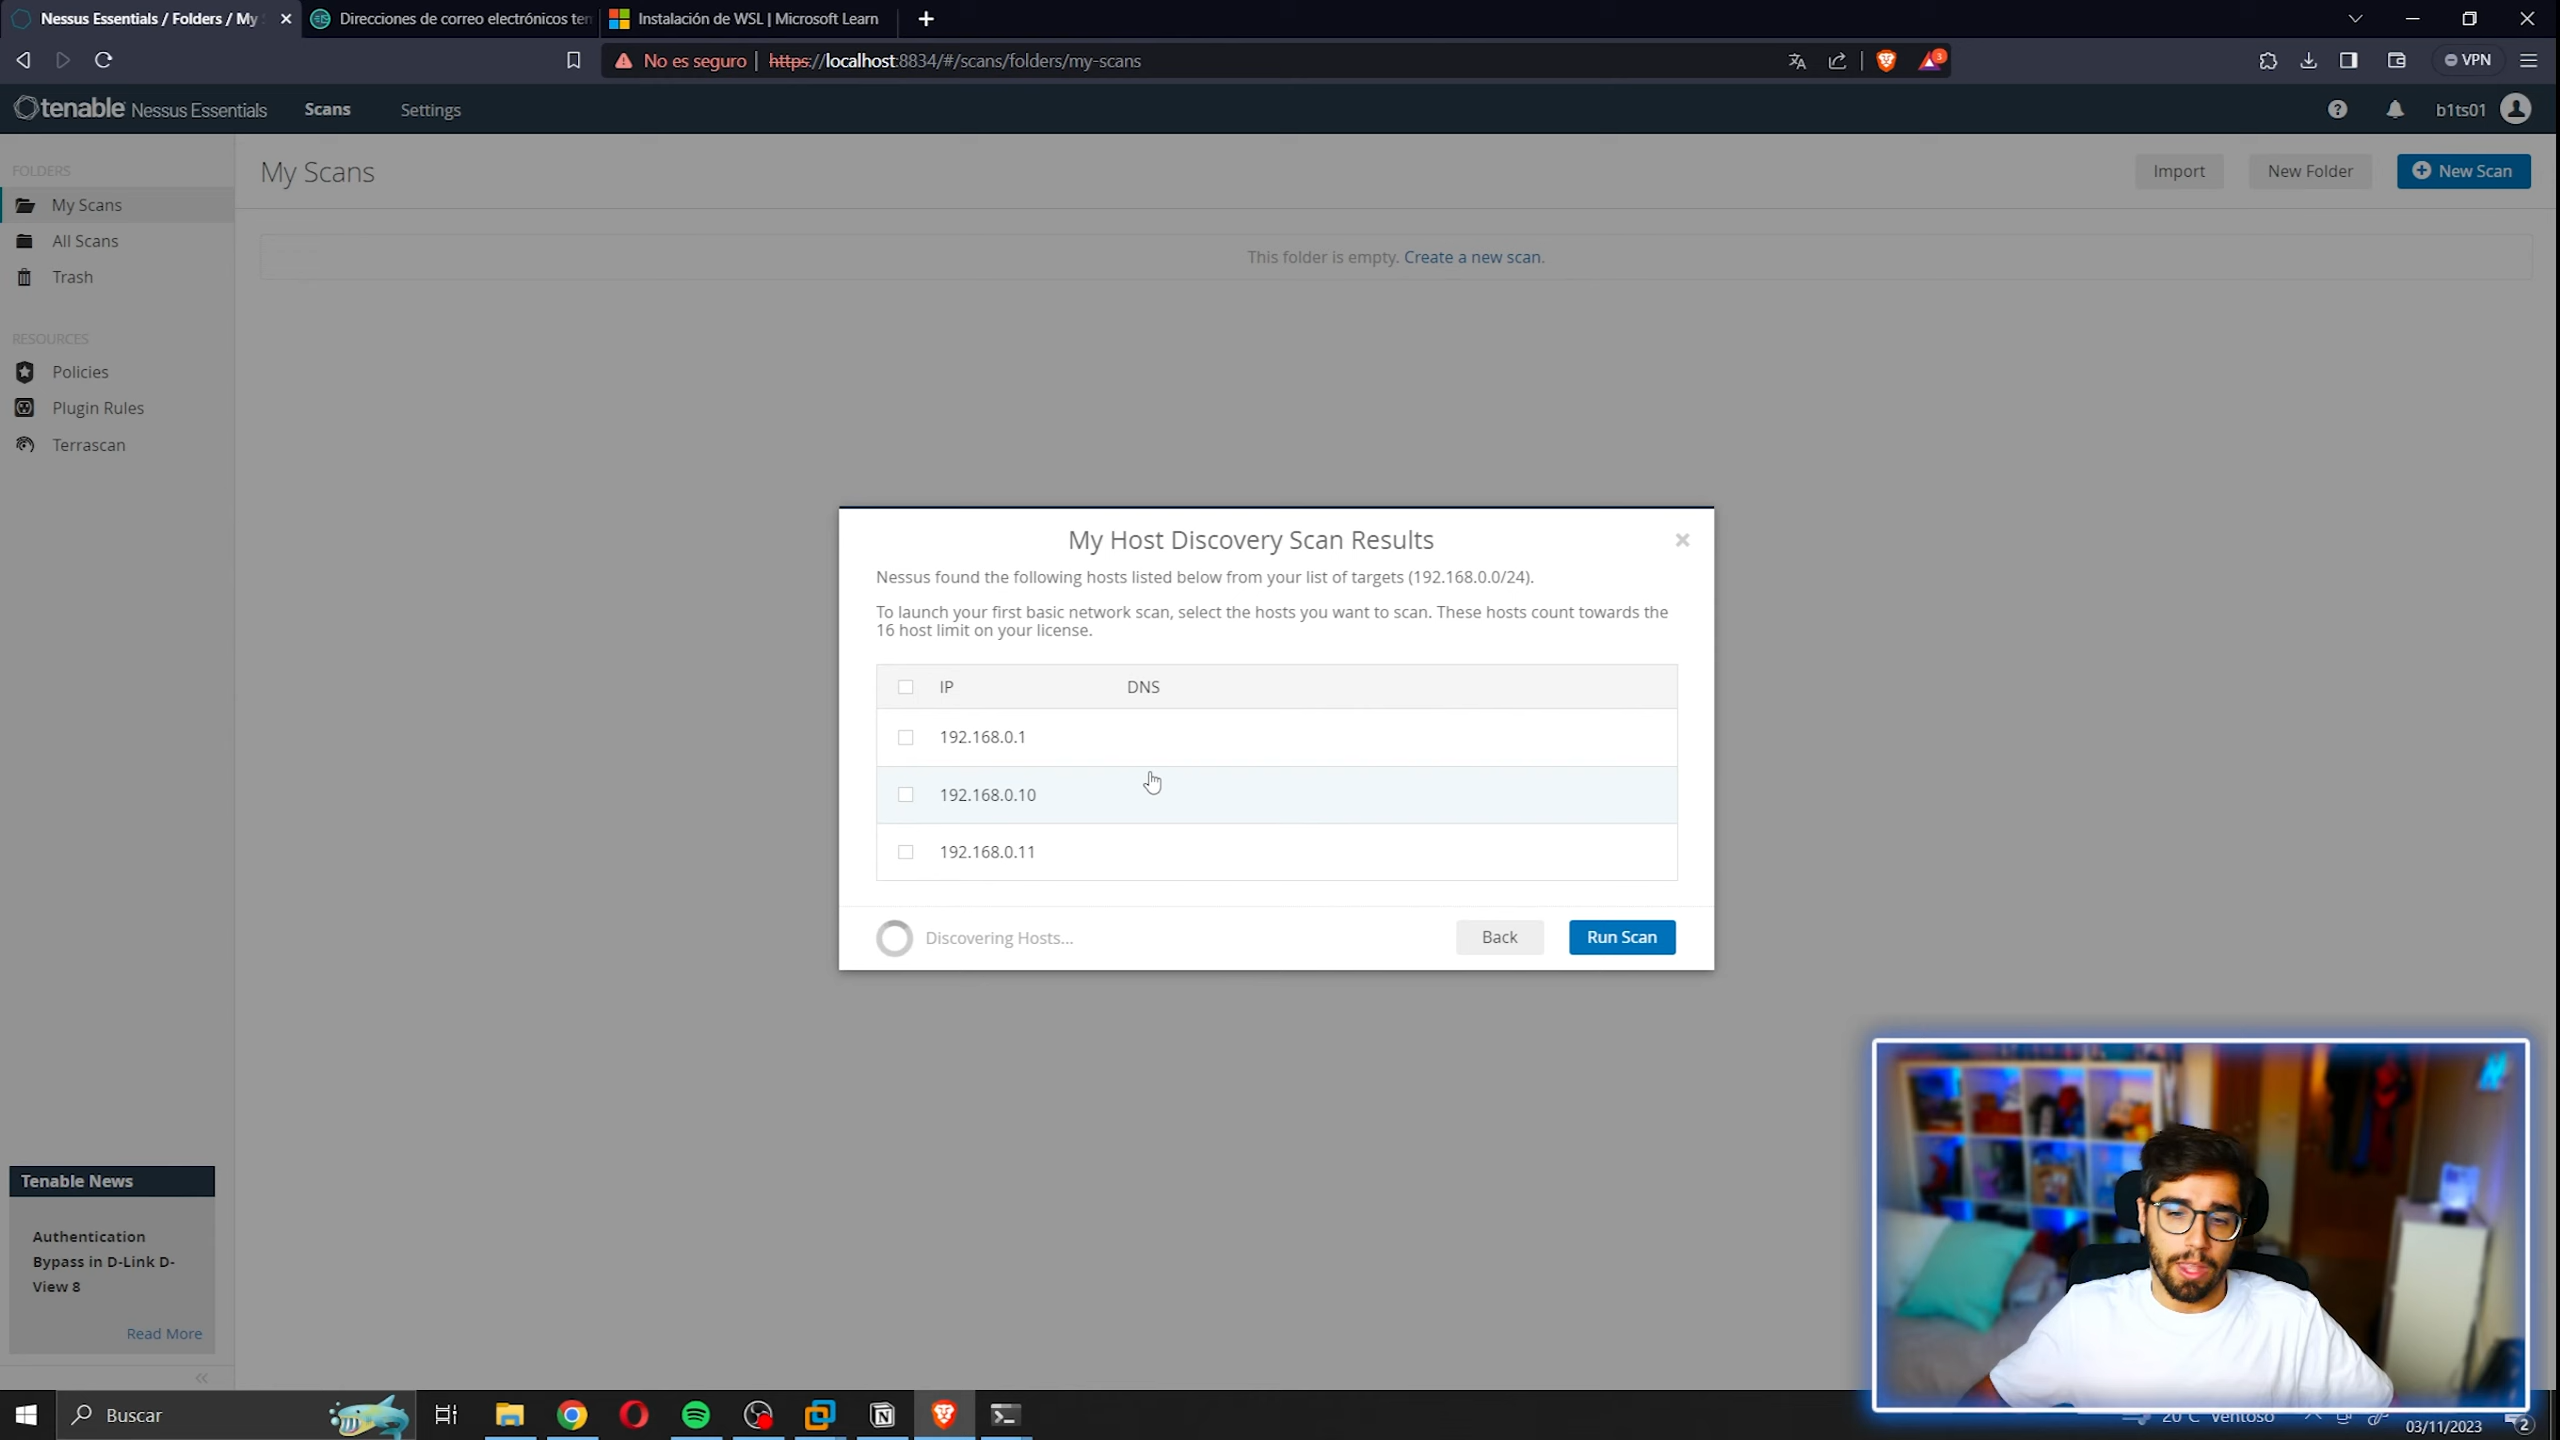 Nessus Essentials / Folders / My
Direcciones de correo electrónicos ten
Instalación de WSL | Microsoft Learn
No es seguro
https://localhost:8834/#/scans/folders/my-scans
3
VPN
tenable Nessus Essentials
Scans
Settings
b1ts01
FOLDERS
My Scans
All Scans
Trash
RESOURCES
Policies
Plugin Rules
Terrascan
My Scans
Import
New Folder
New Scan
This folder is empty. Create a new scan.
My Host Discovery Scan Results
Nessus found the following hosts listed below from your list of targets (192.168.0.0/24).
To launch your first basic network scan, select the hosts you want to scan. These hosts count towards the
16 host limit on your license.
IP DNS
192.168.0.1
192.168.0.10
192.168.0.11
Discovering Hosts...
Back
Run Scan
Tenable News
Authentication
Bypass in D-Link D-
View 8
Read More
Buscar
20°C Ventoso
03/11/2023
2